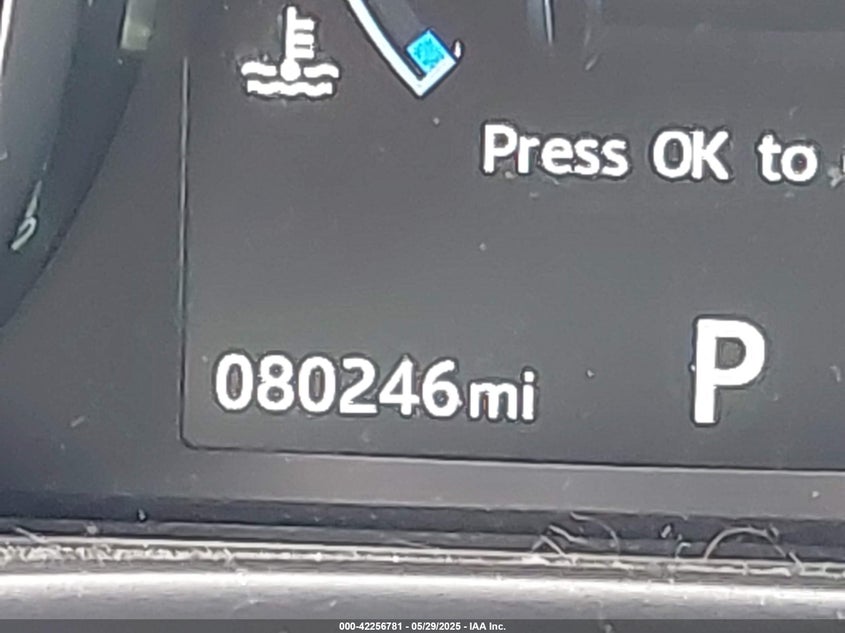 Press OK to
080246mi
P
000-42256781 - 05/29/2025 - IAA Inc.